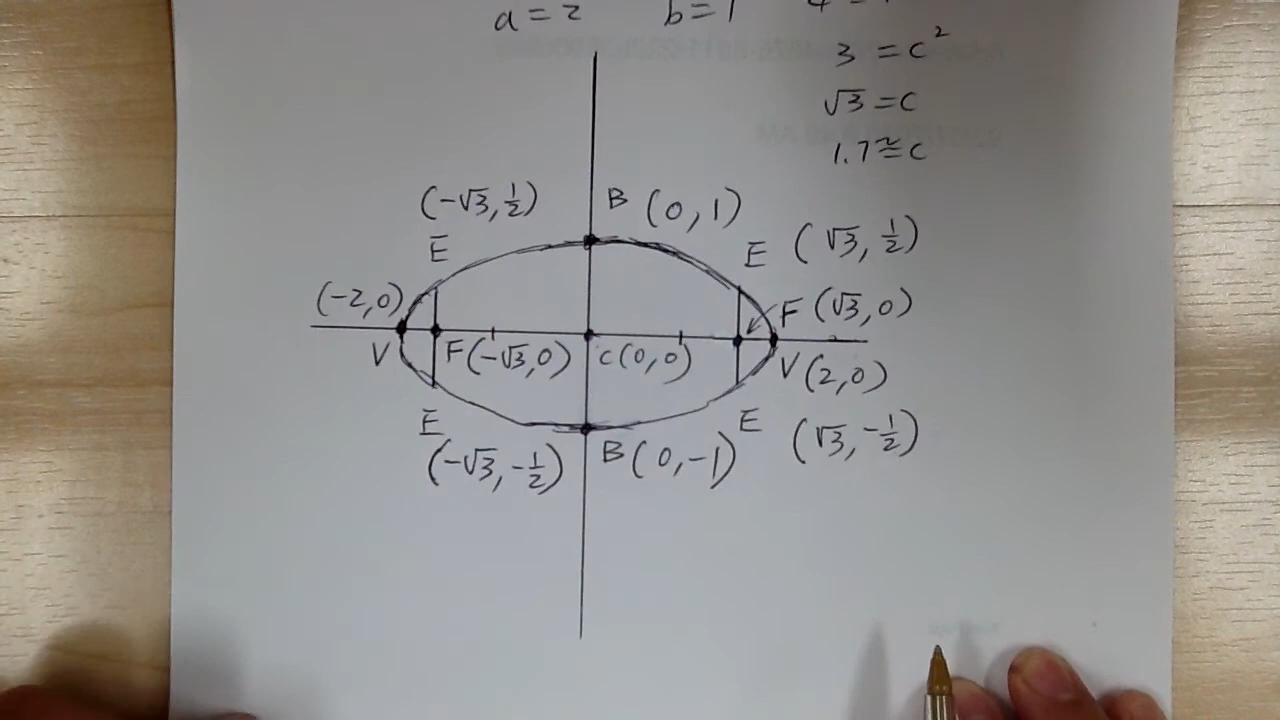 a = 2 b = 1
3 = c²
√3 = c
1.7 ≅ c
(-√3, 1/2) B (0, 1)
E E (√3, 1/2)
(-2, 0) F (√3, 0)
V F (-√3, 0) C (0, 0) V (2, 0)
E B (0, -1) E (√3, -1/2)
(-√3, -1/2)